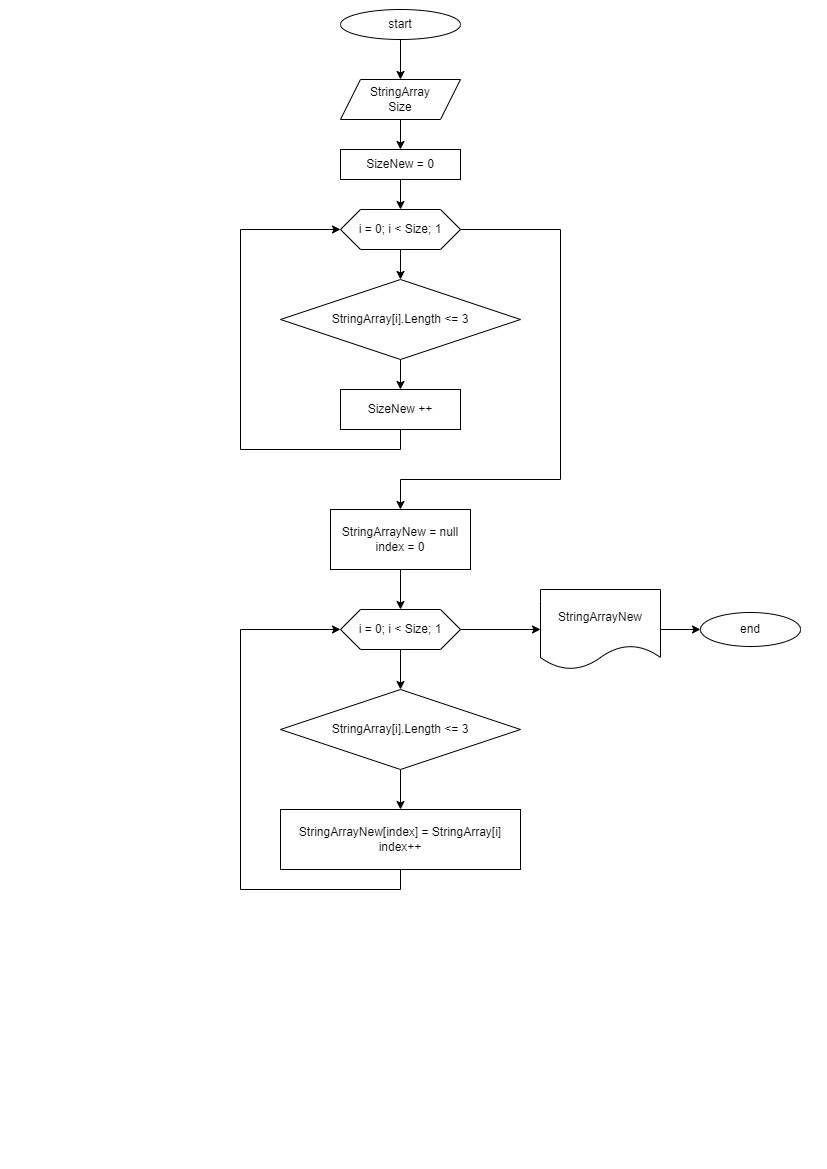 start
StringArray
Size
SizeNew = 0
i = 0; i < Size; 1
StringArray[i].Length <= 3
SizeNew ++
StringArrayNew = null
index = 0
i = 0; i < Size; 1
StringArrayNew
end
StringArray[i].Length <= 3
StringArrayNew[index] = StringArray[i]
index++